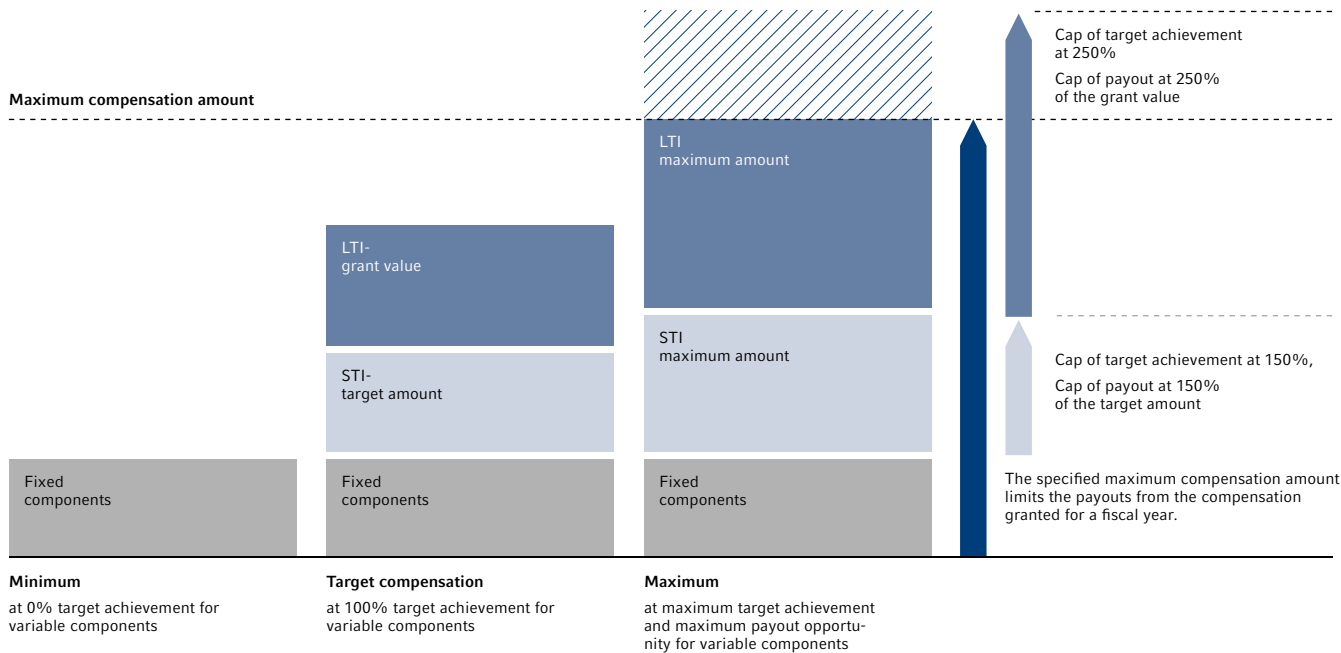 Maximum compensation amount
LTI-
grant value
STI-
target amount
LTI
maximum amount
STI
maximum amount
Fixed
components
Fixed
components
Fixed
components
Minimum
at 0% target achievement for
variable components
Target compensation
at 100% target achievement for
variable components
Maximum
at maximum target achievement
and maximum payout opportu-
nity for variable components
Cap of target achievement
at 250%
Cap of payout at 250%
of the grant value
Cap of target achievement at 150%,
Cap of payout at 150%
of the target amount
The specified maximum compensation amount
limits the payouts from the compensation
granted for a fiscal year.